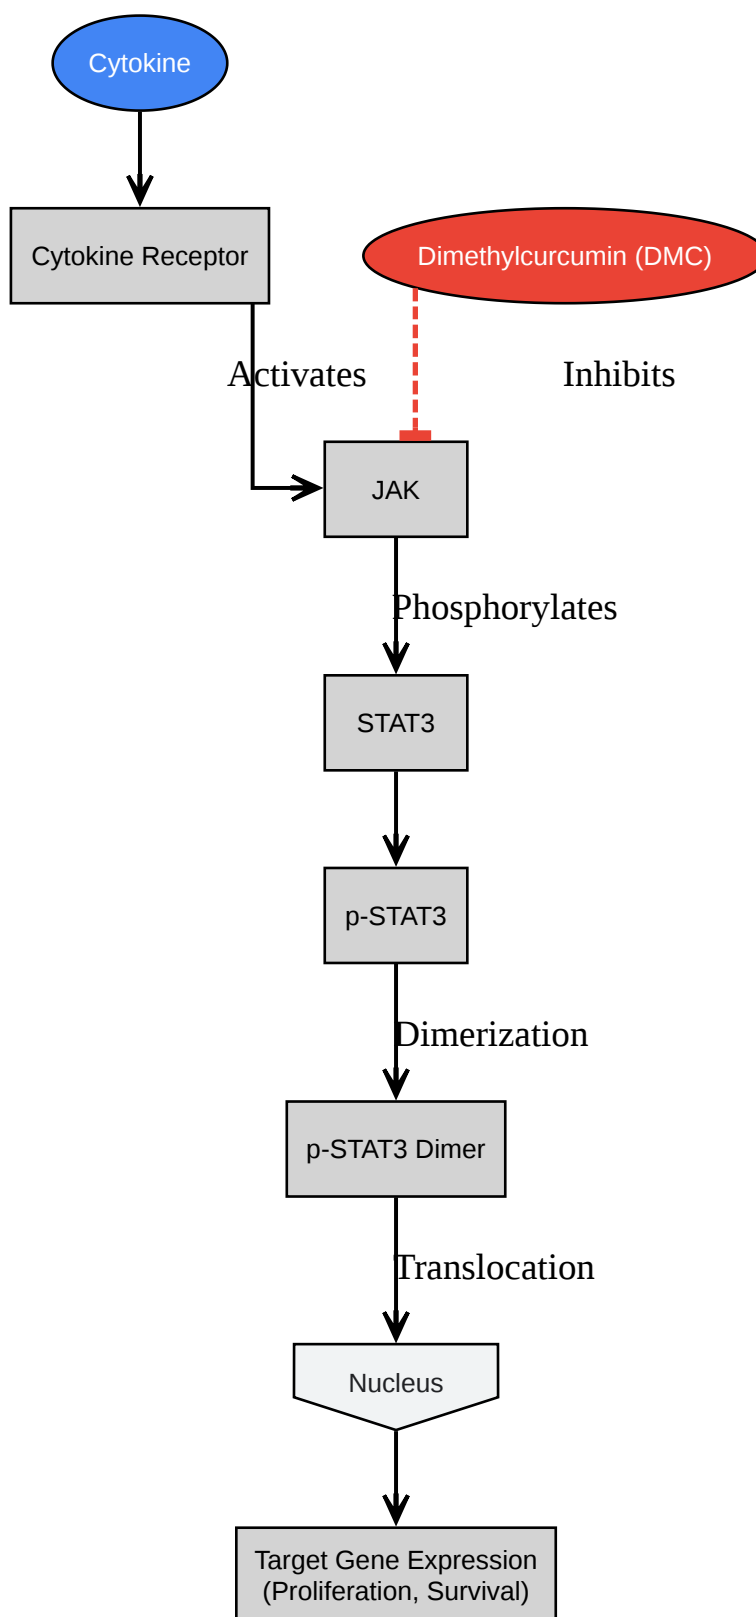 Cytokine
Cytokine Receptor
Dimethylcurcumin (DMC)
Activates
Inhibits
JAK
Phosphorylates
STAT3
p-STAT3
Dimerization
p-STAT3 Dimer
Translocation
Nucleus
Target Gene Expression
(Proliferation, Survival)